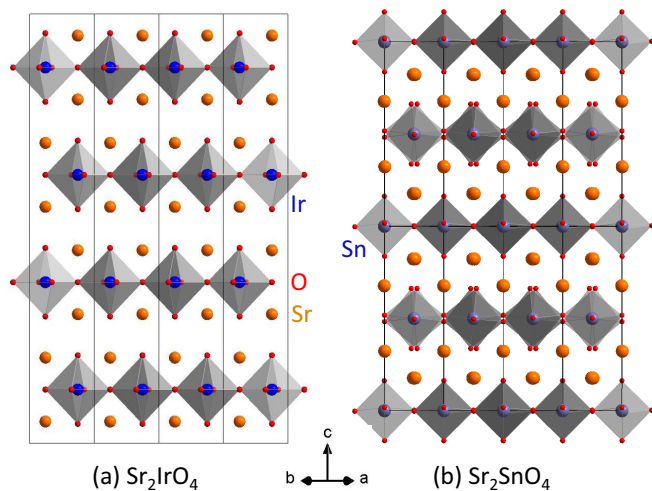 Ir
Sn
O
Sr
(a) Sr₂IrO₄
c
b
a
(b) Sr₂SnO₄